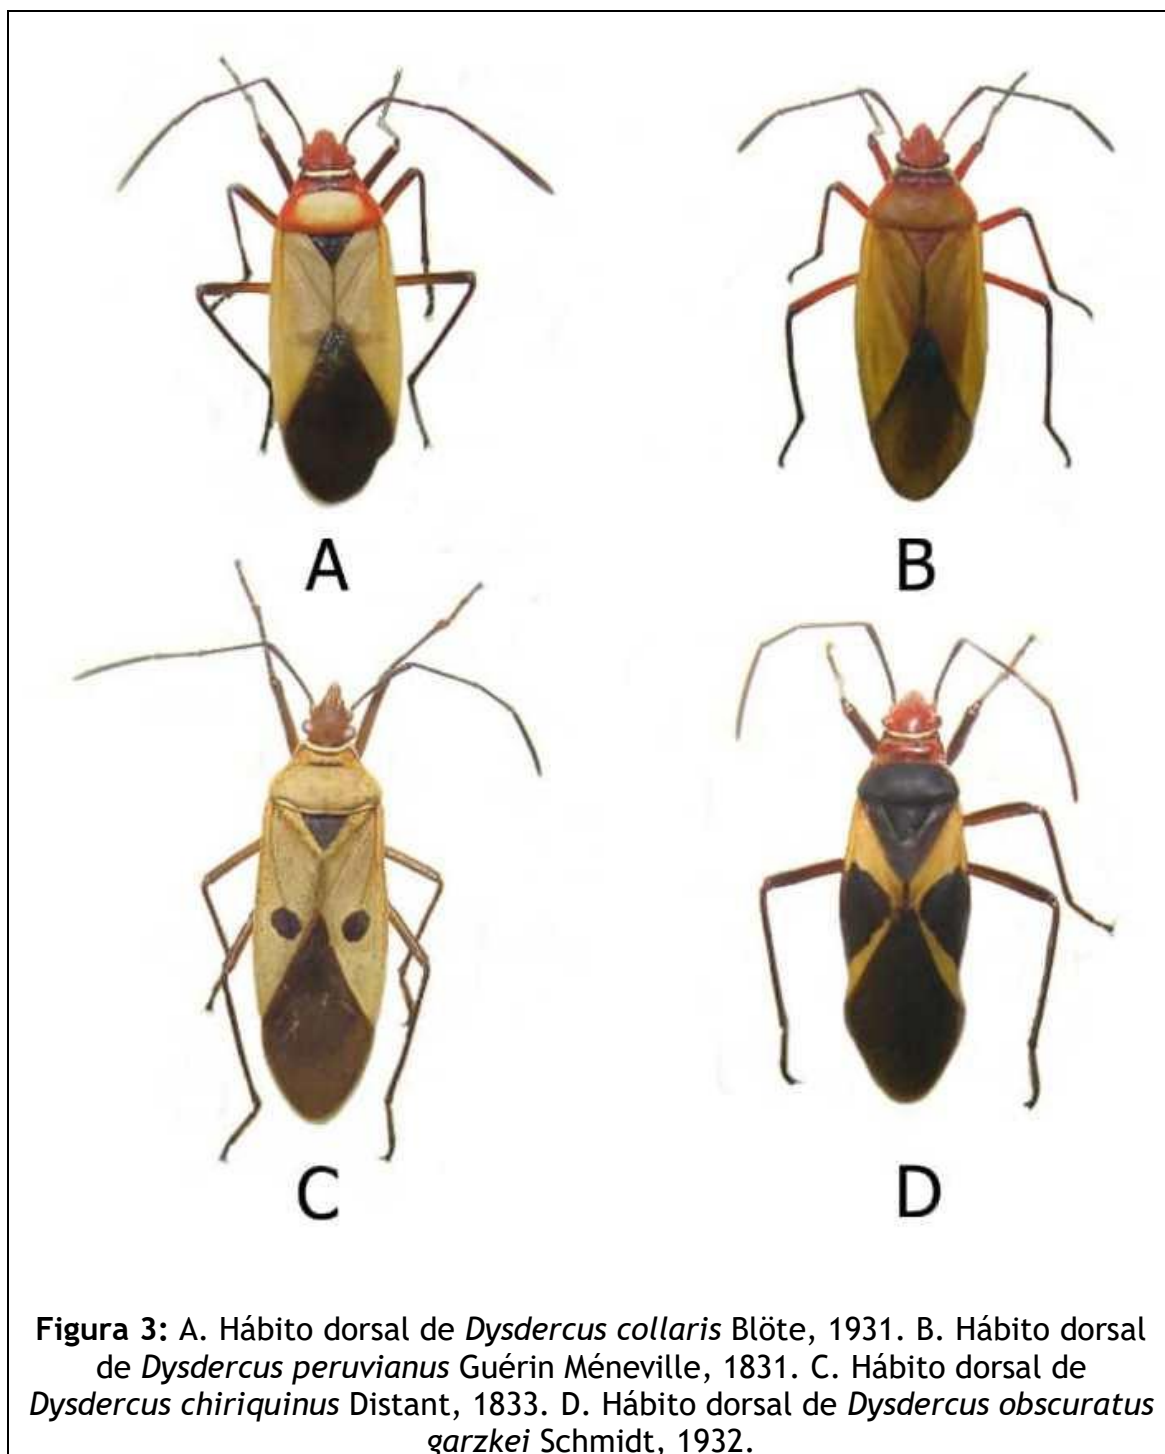 A
B
C
D
Figura 3: A. Hábito dorsal de Dysdercus collaris Blöte, 1931. B. Hábito dorsal
de Dysdercus peruvianus Guérin Méneville, 1831. C. Hábito dorsal de
Dysdercus chiriquinus Distant, 1833. D. Hábito dorsal de Dysdercus obscuratus
garzkei Schmidt, 1932.